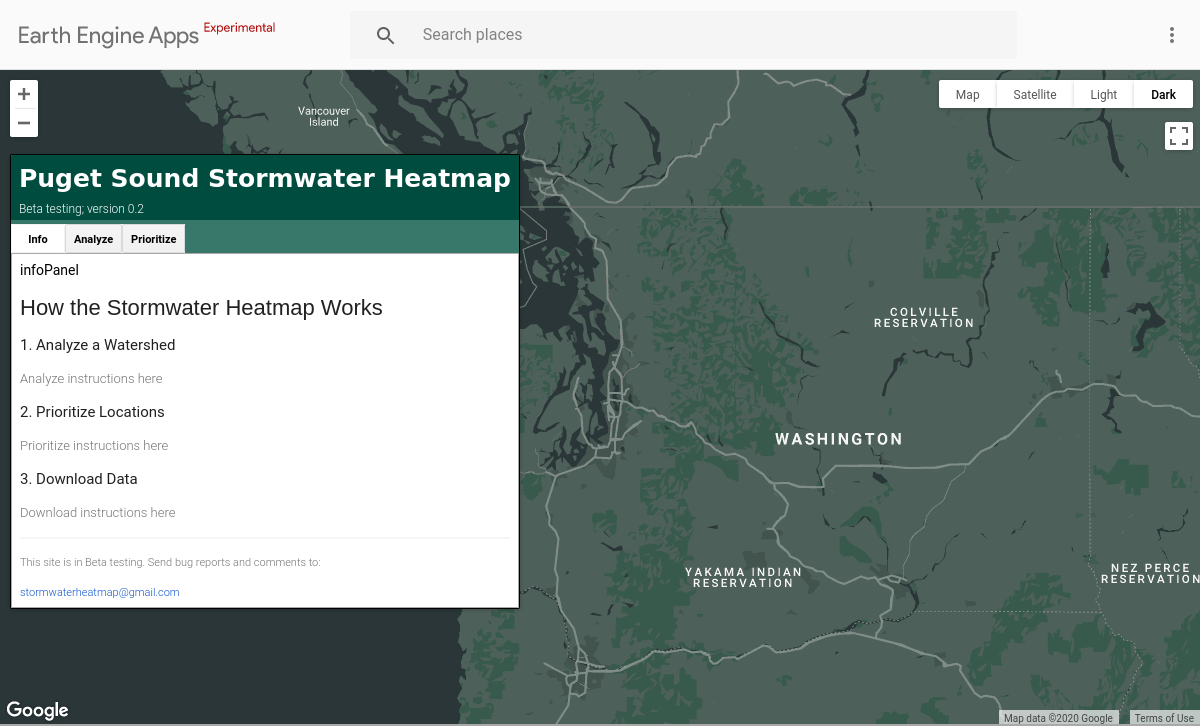 Earth Engine Apps Experimental
Search places
Map Satellite Light Dark
Vancouver
Island
Puget Sound Stormwater Heatmap
Beta testing; version 0.2
Info Analyze Prioritize
infoPanel
How the Stormwater Heatmap Works
1. Analyze a Watershed
Analyze instructions here
2. Prioritize Locations
Prioritize instructions here
3. Download Data
Download instructions here
This site is in Beta testing. Send bug reports and comments to:
stormwaterheatmap@gmail.com
COLVILLE
RESERVATION
WASHINGTON
YAKAMA INDIAN
RESERVATION
NEZ PERCE
RESERVATION
Google
Map data ©2020 Google
Terms of Use